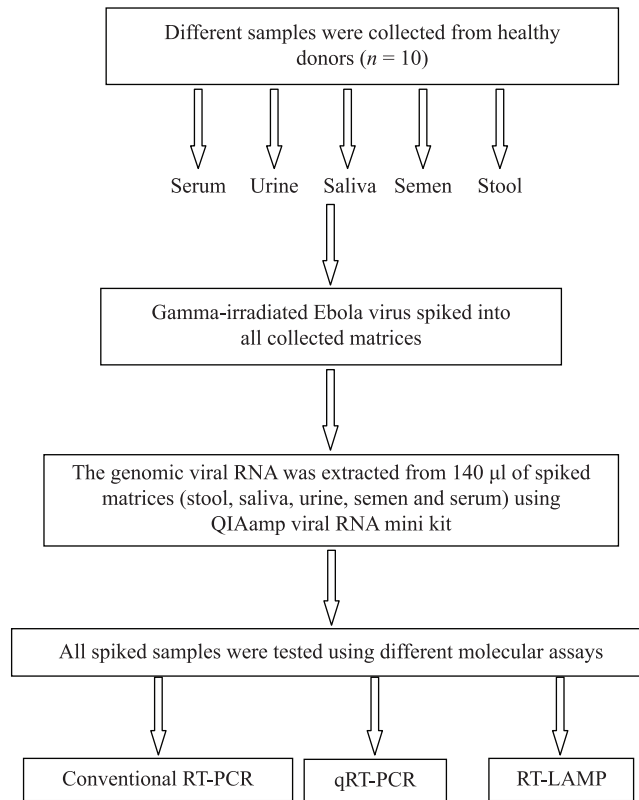 Different samples were collected from healthy
donors (n = 10)
Serum Urine Saliva Semen Stool
Gamma-irradiated Ebola virus spiked into
all collected matrices
The genomic viral RNA was extracted from 140 μl of spiked
matrices (stool, saliva, urine, semen and serum) using
QIAamp viral RNA mini kit
All spiked samples were tested using different molecular assays
Conventional RT-PCR qRT-PCR RT-LAMP